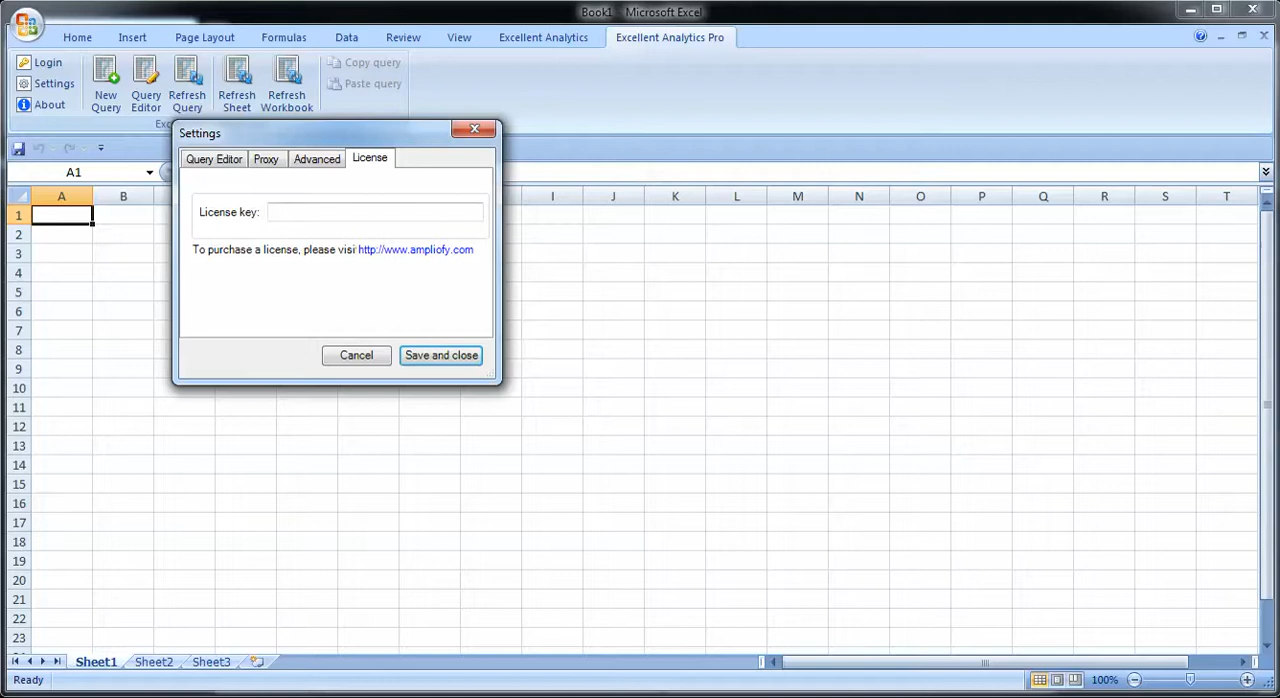 Book1 - Microsoft Excel
Home Insert Page Layout Formulas Data Review View Excellent Analytics Excellent Analytics Pro
Login
Settings
About
New Query
Query Editor
Refresh Query
Refresh Sheet
Refresh Workbook
Copy query
Paste query
Exc
Settings
Query Editor Proxy Advanced License
License key:
To purchase a license, please visi http://www.ampliofy.com
Cancel Save and close
A1
A B I J K L M N O P Q R S T
1
2
3
4
5
6
7
8
9
10
11
12
13
14
15
16
17
18
19
20
21
22
23
Sheet1 Sheet2 Sheet3
Ready 100%